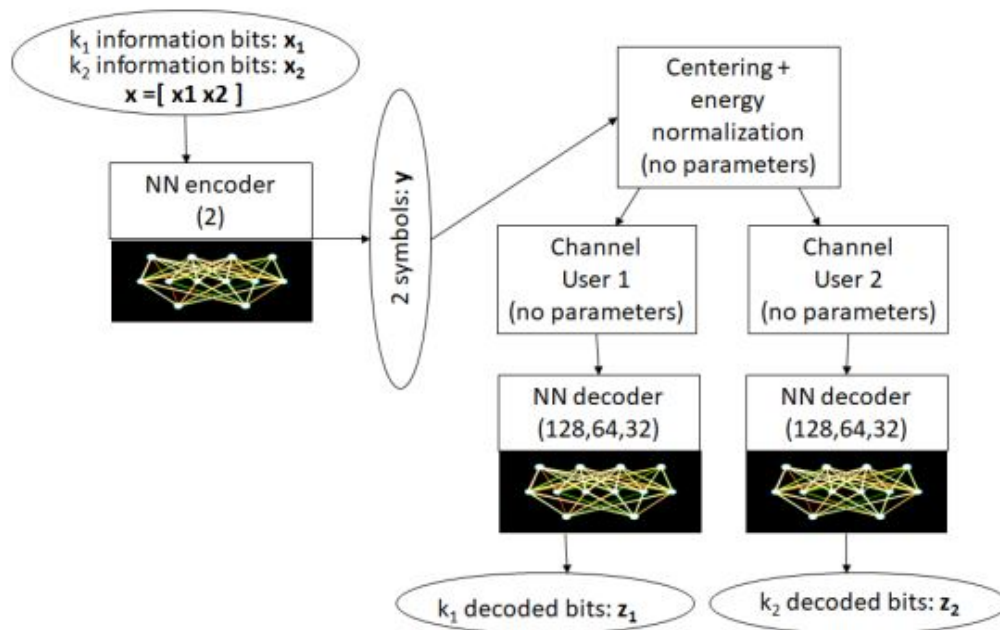 k₁ information bits: x₁
k₂ information bits: x₂
x =[ x1 x2 ]
NN encoder
(2)
2 symbols: y
Centering +
energy
normalization
(no parameters)
Channel
User 1
(no parameters)
Channel
User 2
(no parameters)
NN decoder
(128,64,32)
NN decoder
(128,64,32)
k₁ decoded bits: z₁
k₂ decoded bits: z₂